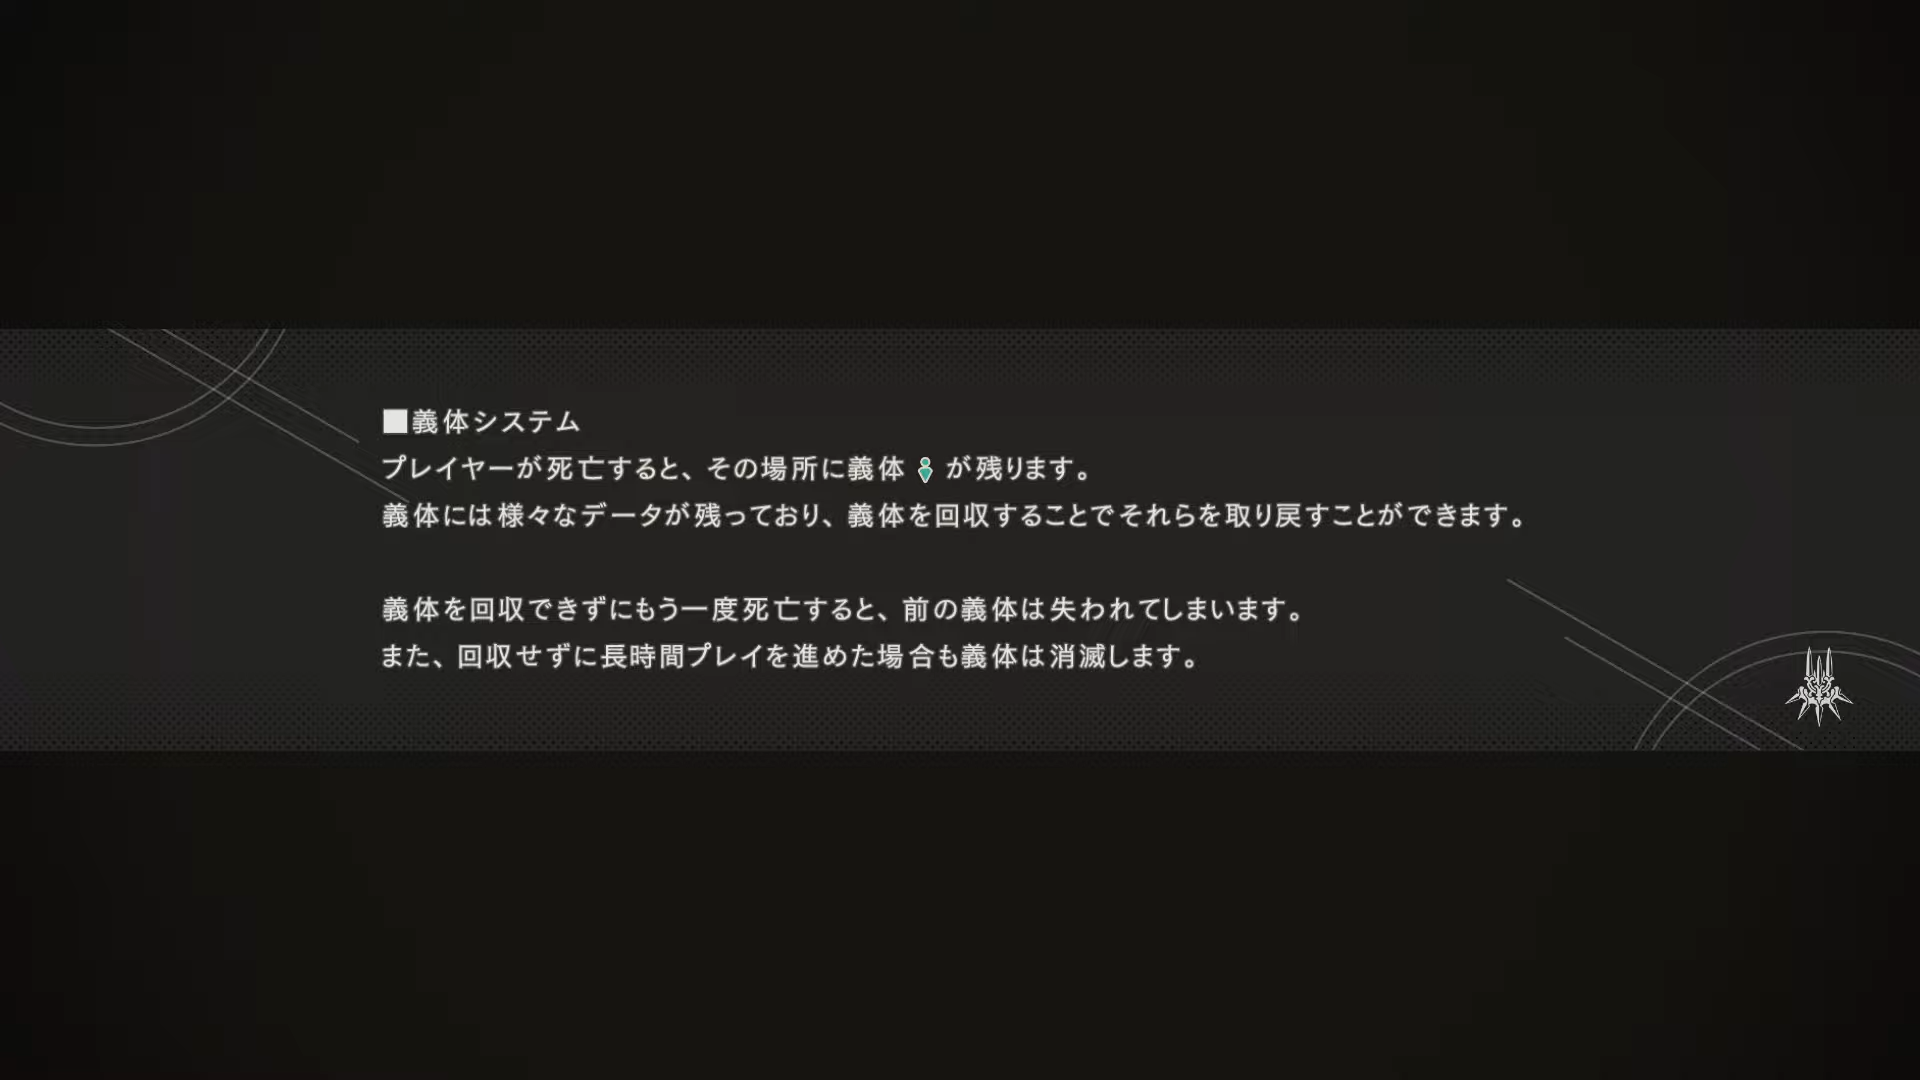 ■義体システム
プレイヤーが死亡すると、その場所に義体 が残ります。
義体には様々なデータが残っており、義体を回収することでそれらを取り戻すことができます。
義体を回収できずにもう一度死亡すると、前の義体は失われてしまいます。
また、回収せずに長時間プレイを進めた場合も義体は消滅します。